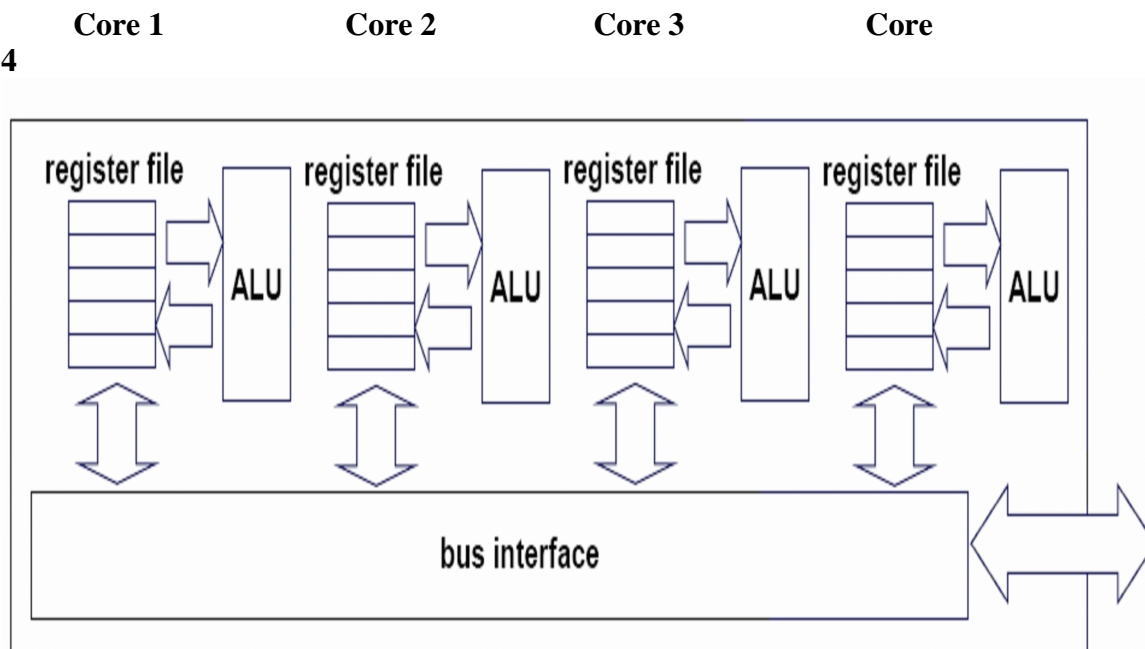 Core 1 Core 2 Core 3 Core
4
register file register file register file register file
ALU ALU ALU ALU
bus interface